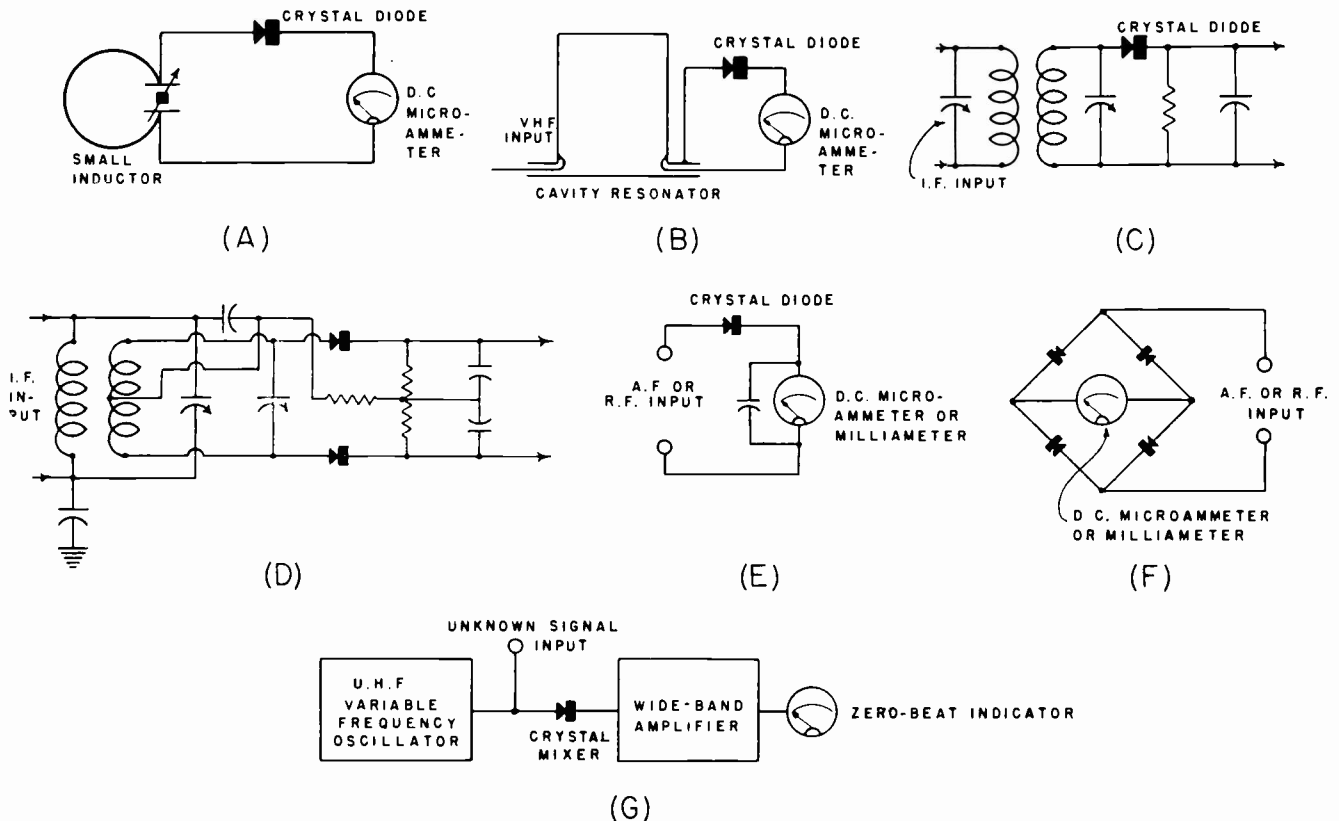 CRYSTAL DIODE
D.C
MICRO-
AMME-
TER
SMALL
INDUCTOR
(A)
CRYSTAL DIODE
VHF
INPUT
D.C.
MICRO-
AMME-
TER
CAVITY RESONATOR
(B)
CRYSTAL DIODE
I.F. INPUT
(C)
I.F.
IN-
PUT
(D)
CRYSTAL DIODE
A.F. OR
R.F. INPUT
D.C. MICRO-
AMMETER OR
MILLIAMETER
(E)
A.F. OR R.F.
INPUT
D.C. MICROAMMETER
OR MILLIAMETER
(F)
UNKNOWN SIGNAL
INPUT
U.H.F
VARIABLE
FREQUENCY
OSCILLATOR
CRYSTAL
MIXER
WIDE-BAND
AMPLIFIER
ZERO-BEAT INDICATOR
(G)